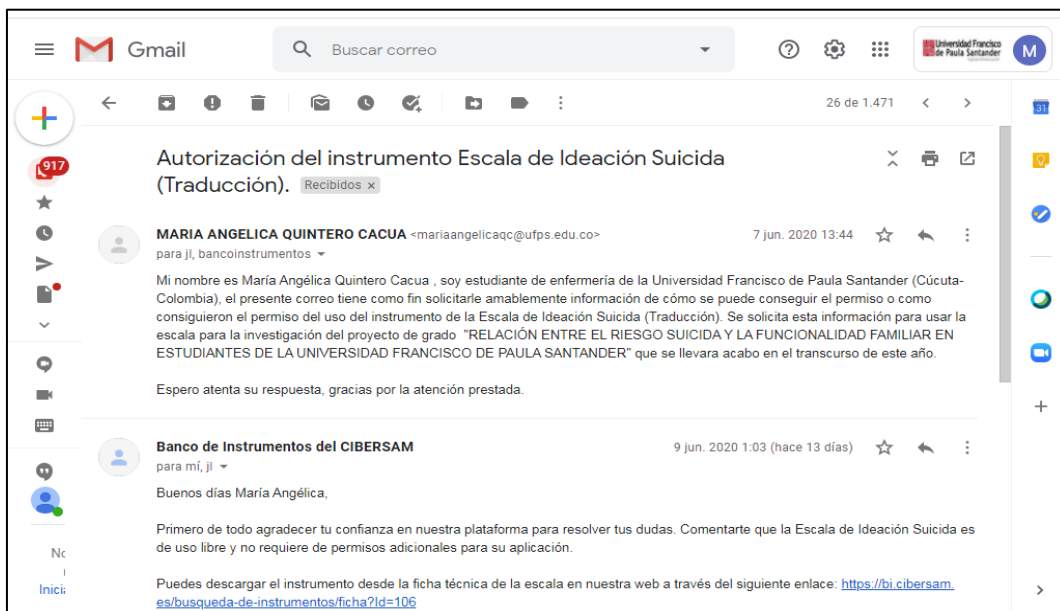 Gmail
Buscar correo
Universidad Francisco
de Paula Santander
M
26 de 1.471
31
917
Autorización del instrumento Escala de Ideación Suicida
(Traducción).
Recibidos x
MARIA ANGELICA QUINTERO CACUA <mariaangelicaqc@ufps.edu.co>
7 jun. 2020 13:44
para jl, bancoinstrumentos
Mi nombre es María Angélica Quintero Cacua , soy estudiante de enfermería de la Universidad Francisco de Paula Santander (Cúcuta-
Colombia), el presente correo tiene como fin solicitarle amablemente información de cómo se puede conseguir el permiso o como
consiguieron el permiso del uso del instrumento de la Escala de Ideación Suicida (Traducción). Se solicita esta información para usar la
escala para la investigación del proyecto de grado "RELACIÓN ENTRE EL RIESGO SUICIDA Y LA FUNCIONALIDAD FAMILIAR EN
ESTUDIANTES DE LA UNIVERSIDAD FRANCISCO DE PAULA SANTANDER" que se llevara acabo en el transcurso de este año.
Espero atenta su respuesta, gracias por la atención prestada.
Banco de Instrumentos del CIBERSAM
9 jun. 2020 1:03 (hace 13 días)
para mí, jl
Buenos días María Angélica,
Primero de todo agradecer tu confianza en nuestra plataforma para resolver tus dudas. Comentarte que la Escala de Ideación Suicida es
de uso libre y no requiere de permisos adicionales para su aplicación.
Puedes descargar el instrumento desde la ficha técnica de la escala en nuestra web a través del siguiente enlace: https://bi.cibersam.
es/busqueda-de-instrumentos/ficha?Id=106